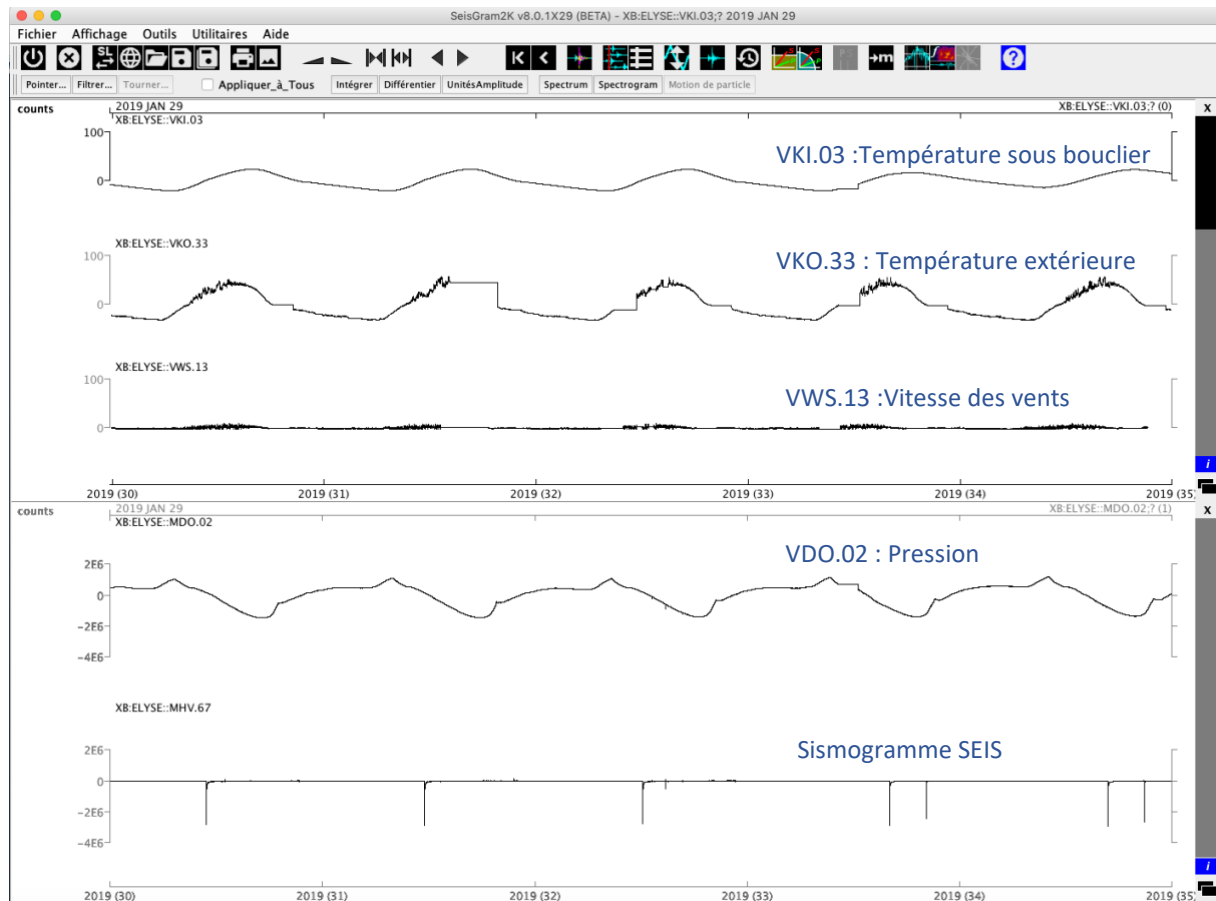 SeisGram2K v8.0.1X29 (BETA) - XB:ELYSE:VKI.03;? 2019 JAN 29
Fichier Affichage Outils Utilitaires Aide
SL
+m
?
Pointer... Filtrer... Tourner... Appliquer_à_Tous Intégrer Différentier UnitésAmplitude Spectrum Spectrogram Motion de particle
counts 2019 JAN 29 XB:ELYSE::VKI.03;? (0) X
XB:ELYSE::VKI.03
100
VKI.03 :Température sous bouclier
0
XB:ELYSE::VKO.33
100
VKO.33 : Température extérieure
0
XB:ELYSE::VWS.13
100
VWS.13 :Vitesse des vents
0
i
2019 (30) 2019 (31) 2019 (32) 2019 (33) 2019 (34) 2019 (35)
counts 2019 JAN 29 XB:ELYSE::MDO.02;? (1) X
XB:ELYSE::MDO.02
VDO.02 : Pression
2E6
0
-2E6
-4E6
XB:ELYSE::MHV.67
2E6
Sismogramme SEIS
0
-2E6
-4E6
i
2019 (30) 2019 (31) 2019 (32) 2019 (33) 2019 (34) 2019 (35)